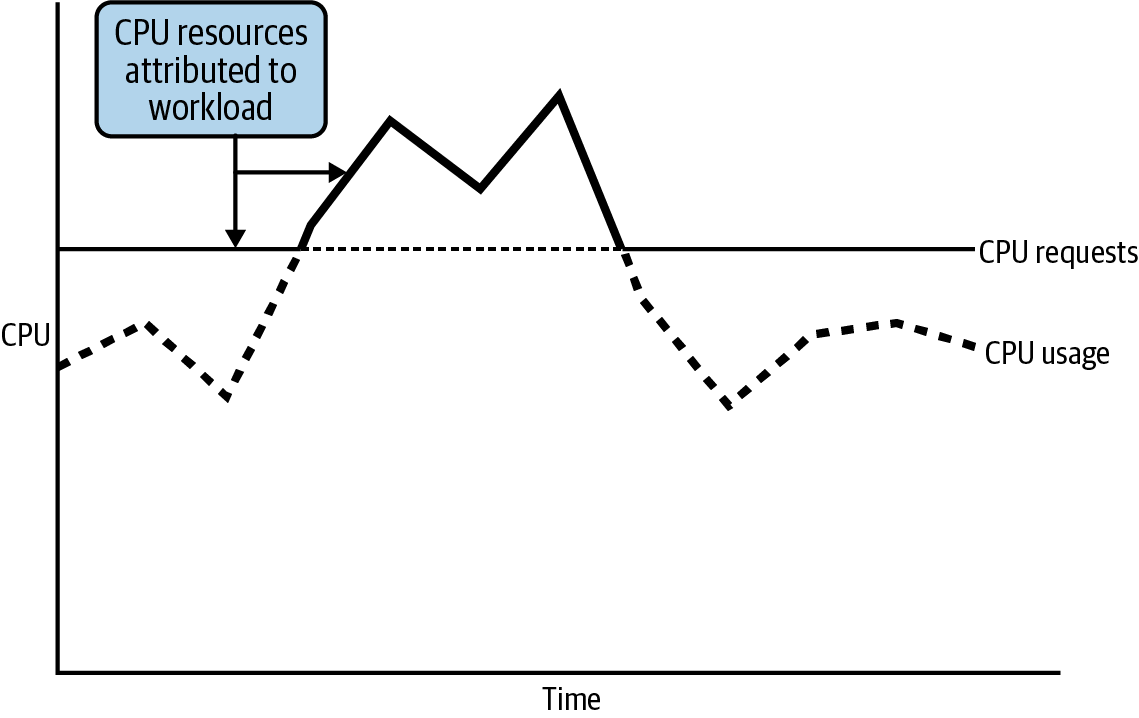 CPU resources
attributed to
workload
CPU requests
CPU
CPU usage
Time